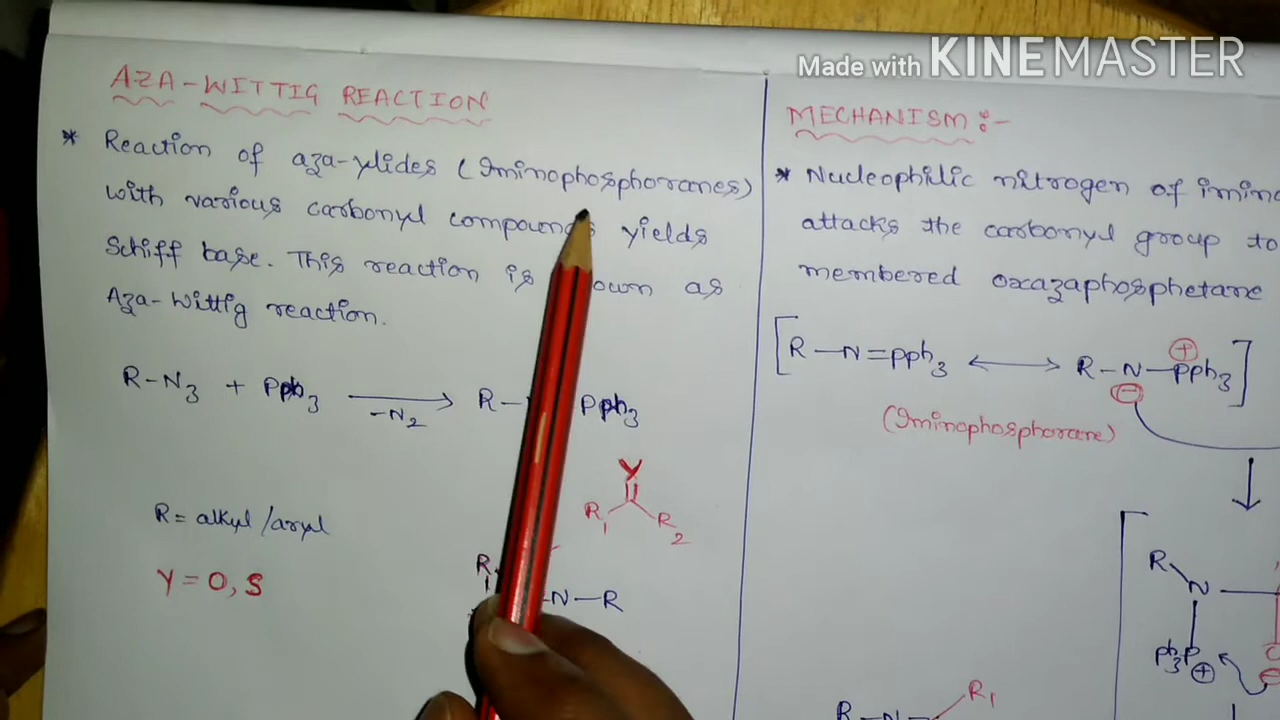 Made with KINEMASTER
AZA-WITTIG REACTION
* Reaction of aza-ylides (Iminophosphoranes)
with various carbonyl compounds yields
Schiff base. This reaction is known as
Aza-Wittig reaction.
R-N3 + PPh3 → R- PPh3
-N2
Y
R1 R2
R = alkyl/aryl
Y = O, S
R
-N-R
MECHANISM:-
* Nucleophilic nitrogen of
attacks the carbonyl group to
membered oxazaphosphetane
[R-N=PPh3 ↔ R-N-PPh3]
⊕
⊖
(Iminophosphorane)
R
N
Ph3P
⊕
⊖
R-N
R1